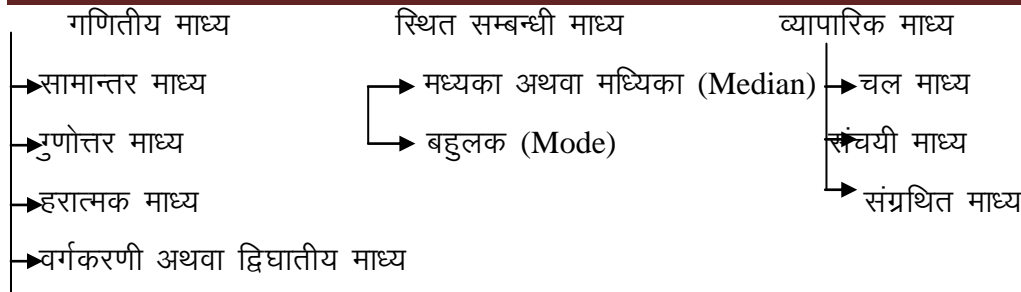 गणितीय माध्य स्थित सम्बन्धी माध्य व्यापारिक माध्य
सामान्तर माध्य मध्यका अथवा मध्यिका (Median) चल माध्य
गुणोत्तर माध्य बहुलक (Mode) संचयी माध्य
हरात्मक माध्य संग्रथित माध्य
वर्गकरणी अथवा द्विघातीय माध्य